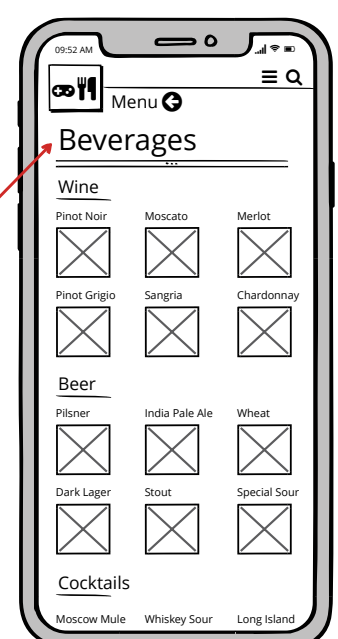 09:52 AM
Menu
Beverages
Wine
Pinot Noir Moscato Merlot
Pinot Grigio Sangria Chardonnay
Beer
Pilsner India Pale Ale Wheat
Dark Lager Stout Special Sour
Cocktails
Moscow Mule Whiskey Sour Long Island